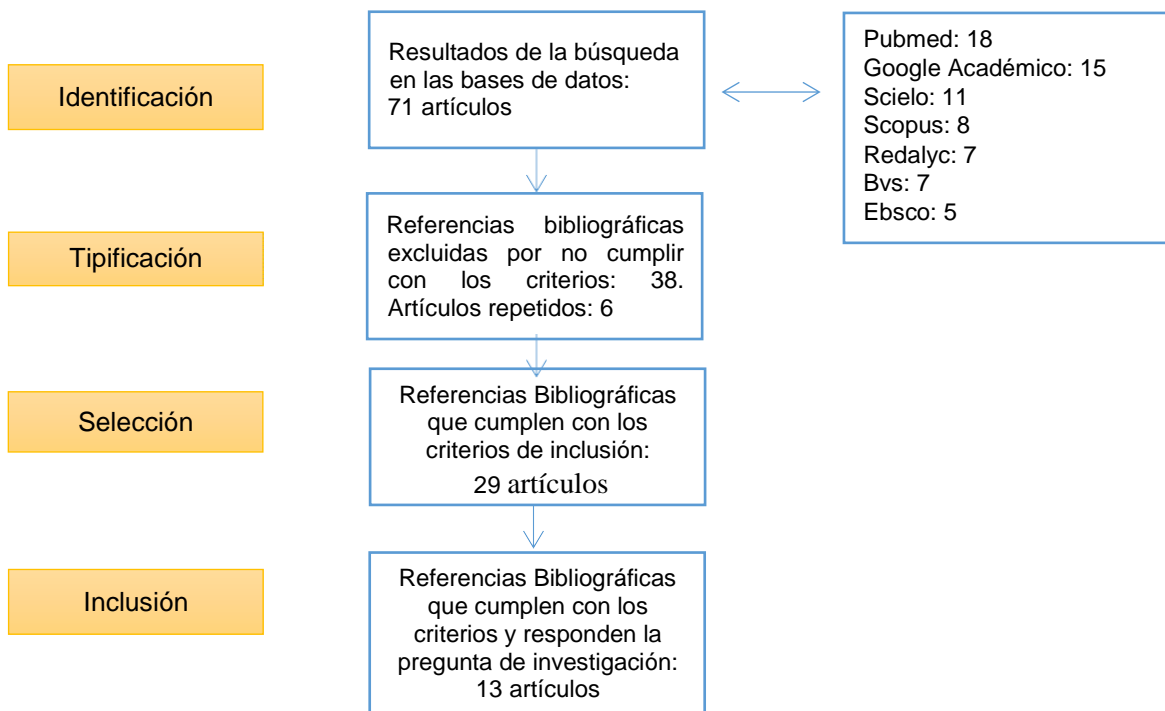 Identificación
Resultados de la búsqueda
en las bases de datos:
71 artículos
Pubmed: 18
Google Académico: 15
Scielo: 11
Scopus: 8
Redalyc: 7
Bvs: 7
Ebsco: 5
Tipificación
Referencias bibliográficas
excluidas por no cumplir
con los criterios: 38.
Artículos repetidos: 6
Selección
Referencias Bibliográficas
que cumplen con los
criterios de inclusión:
29 artículos
Inclusión
Referencias Bibliográficas
que cumplen con los
criterios y responden la
pregunta de investigación:
13 artículos